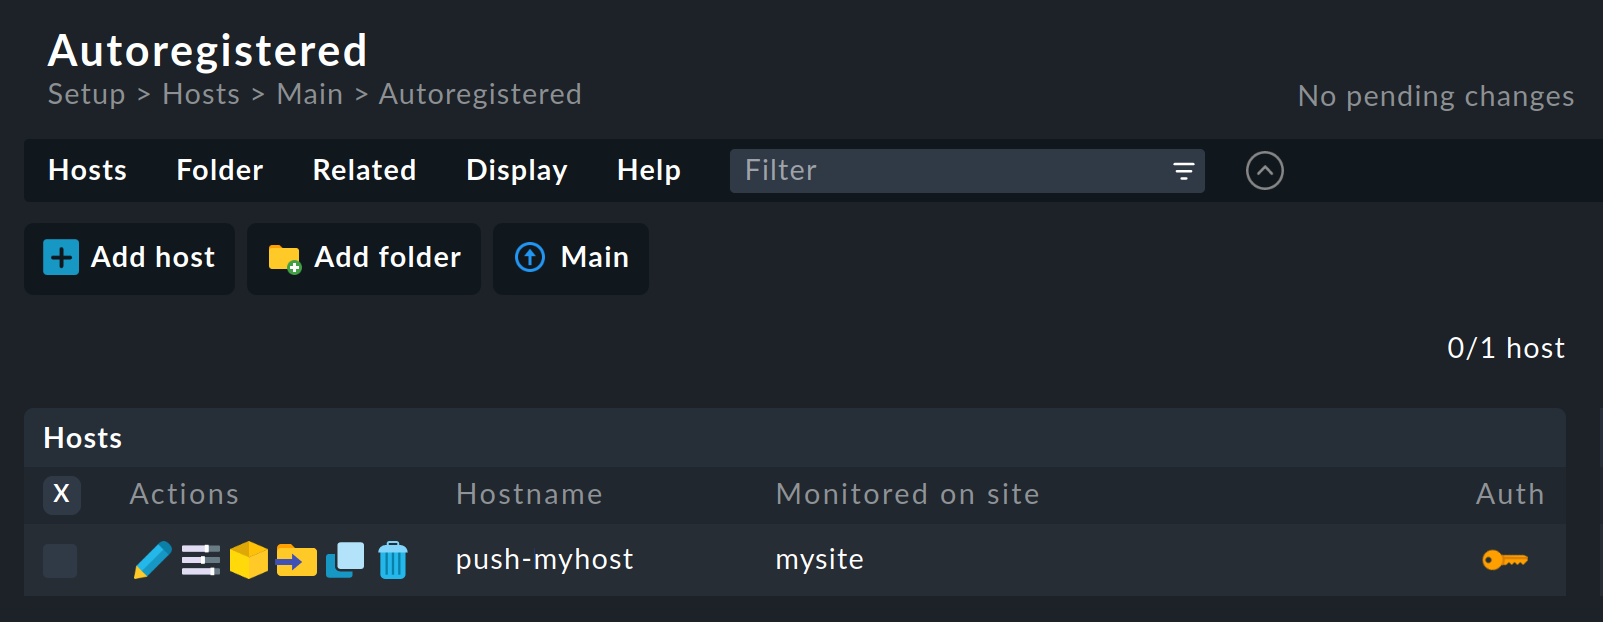 Autoregistered
Setup > Hosts > Main > Autoregistered
No pending changes
Hosts Folder Related Display Help Filter
Add host Add folder Main
0/1 host
Hosts
X Actions Hostname Monitored on site Auth
push-myhost mysite